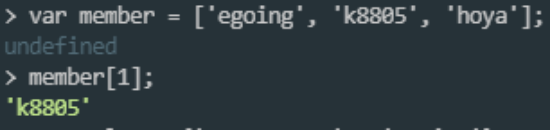 > var member = ['egoing', 'k8805', 'hoya'];
undefined
> member[1];
'k8805'